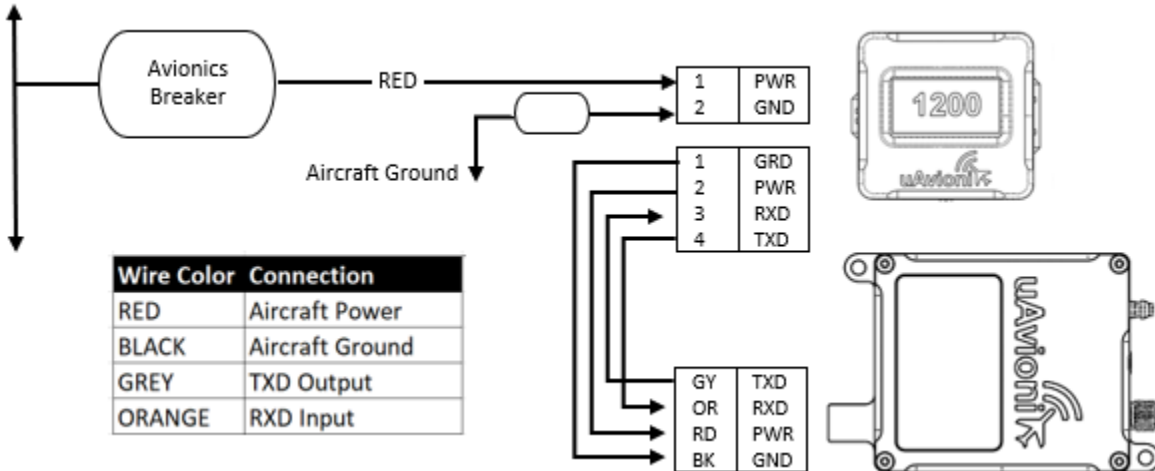 Avionics
Breaker
RED
1 PWR
2 GND
Aircraft Ground
1 GRD
2 PWR
3 RXD
4 TXD
1200
uAvionix
Wire Color Connection
RED Aircraft Power
BLACK Aircraft Ground
GREY TXD Output
ORANGE RXD Input
GY TXD
OR RXD
RD PWR
BK GND
uAvionix